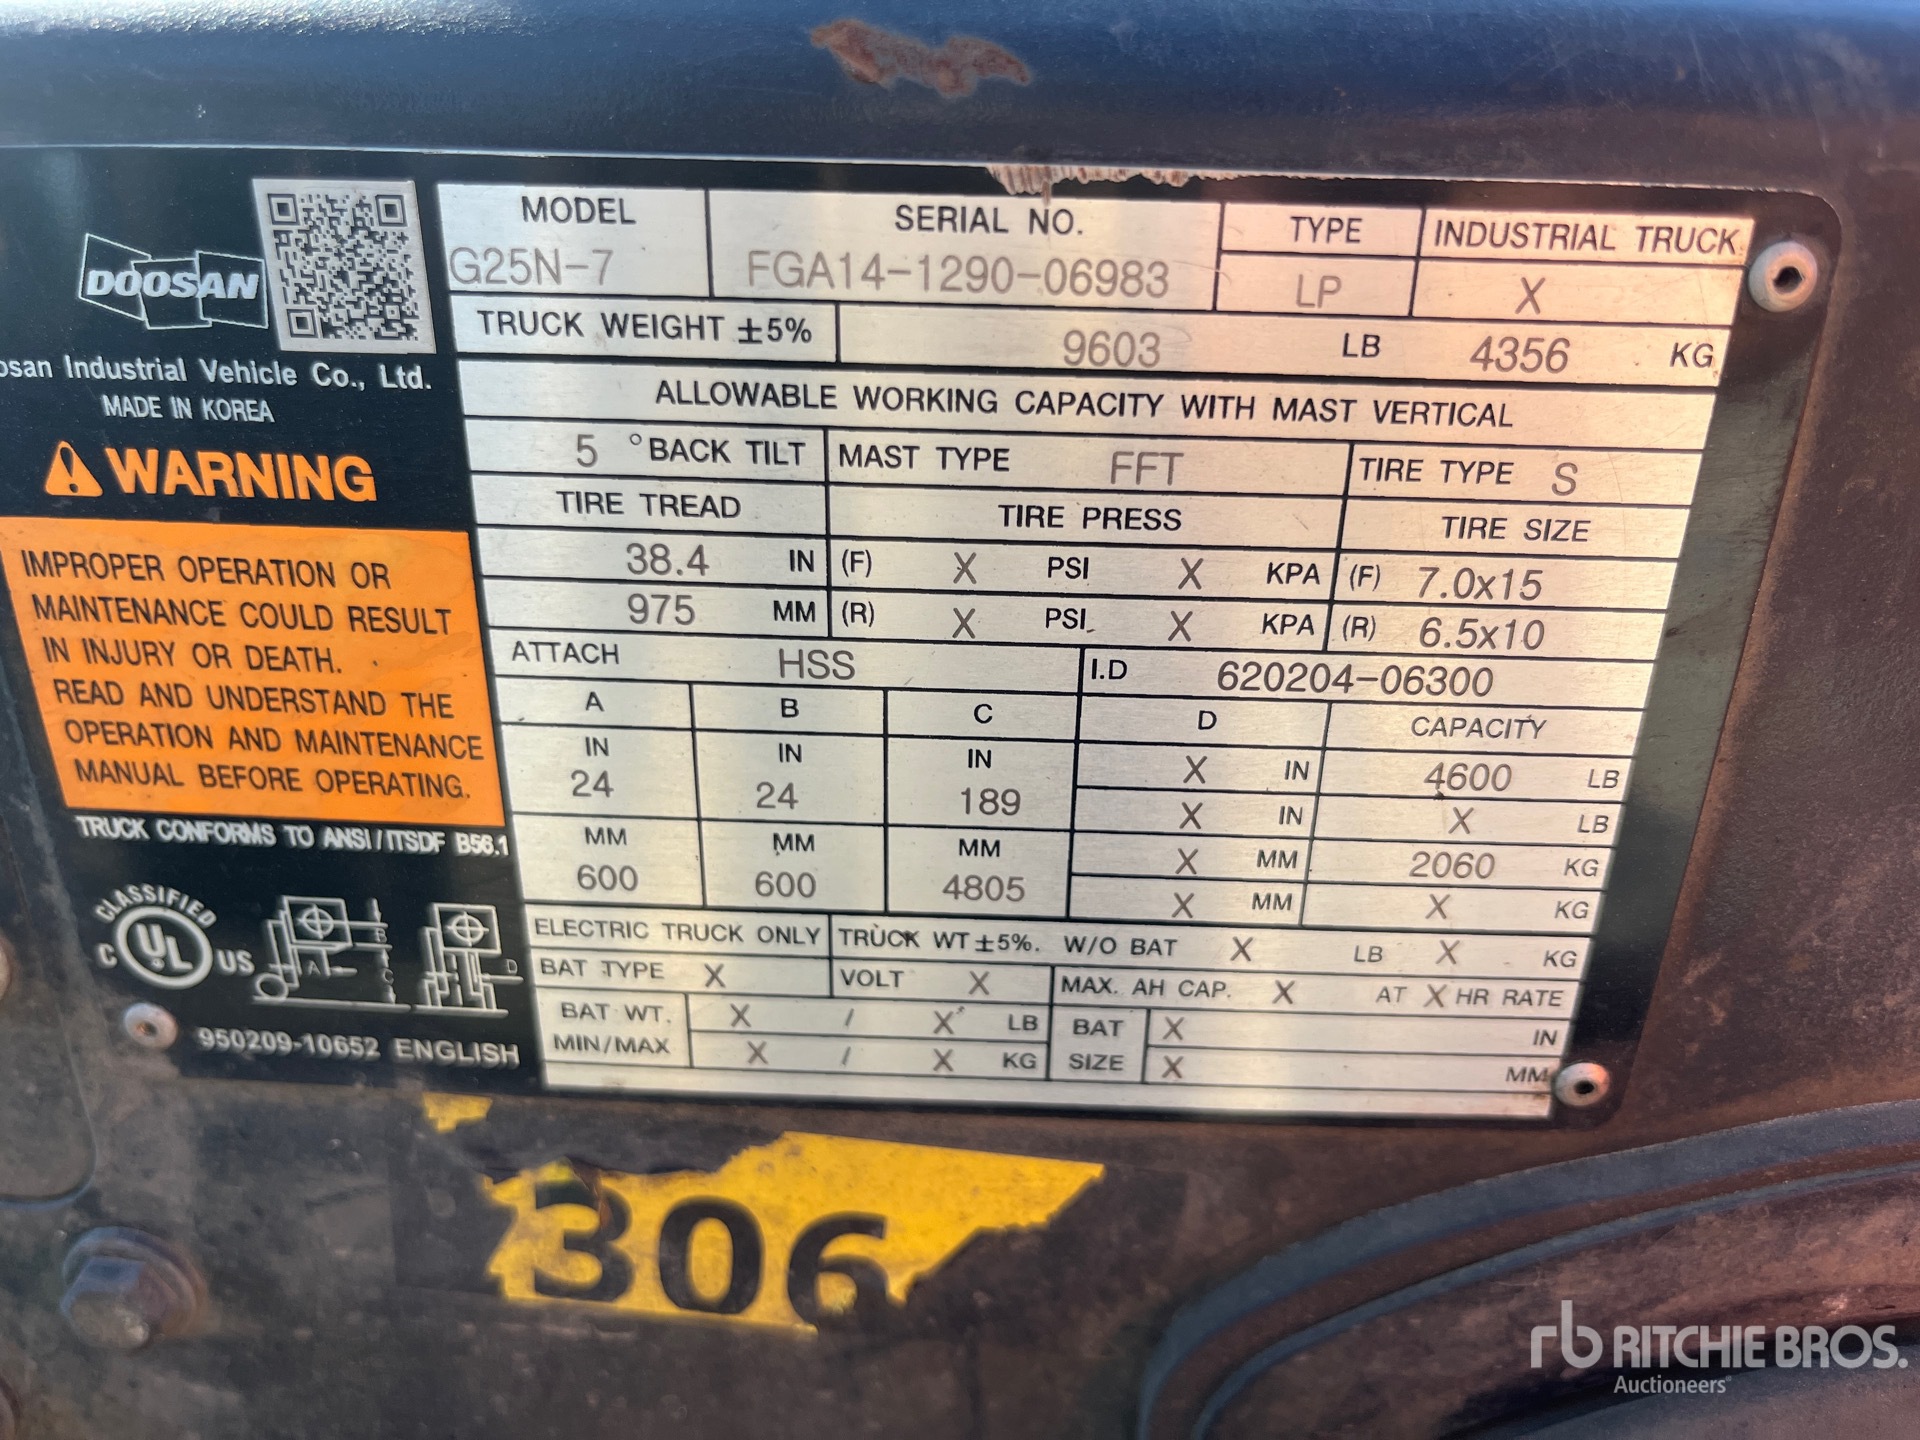 DOOSAN
osan Industrial Vehicle Co., Ltd.
MADE IN KOREA
WARNING
IMPROPER OPERATION OR
MAINTENANCE COULD RESULT
IN INJURY OR DEATH.
READ AND UNDERSTAND THE
OPERATION AND MAINTENANCE
MANUAL BEFORE OPERATING.
TRUCK CONFORMS TO ANSI/ITSDF B56.1
CLASSIFIED
C UL US
A B C D
950209-10652 ENGLISH
MODEL SERIAL NO. TYPE INDUSTRIAL TRUCK
G25N-7 FGA14-1290-06983 LP X
TRUCK WEIGHT ±5% 9603 LB 4356 KG
ALLOWABLE WORKING CAPACITY WITH MAST VERTICAL
5 °BACK TILT MAST TYPE FFT TIRE TYPE S
TIRE TREAD TIRE PRESS TIRE SIZE
38.4 IN (F) X PSI X KPA (F) 7.0x15
975 MM (R) X PSI X KPA (R) 6.5x10
ATTACH HSS I.D 620204-06300
A B C D CAPACITY
IN IN IN X IN 4600 LB
24 24 189 X IN X LB
MM MM MM X MM 2060 KG
600 600 4805 X MM X KG
ELECTRIC TRUCK ONLY TRUCK WT ±5%. W/O BAT X LB X KG
BAT TYPE X VOLT X MAX. AH CAP. X AT X HR RATE
BAT WT. X / X LB BAT X IN
MIN/MAX X / X KG SIZE X MM
306
rb RITCHIE BROS.
Auctioneers